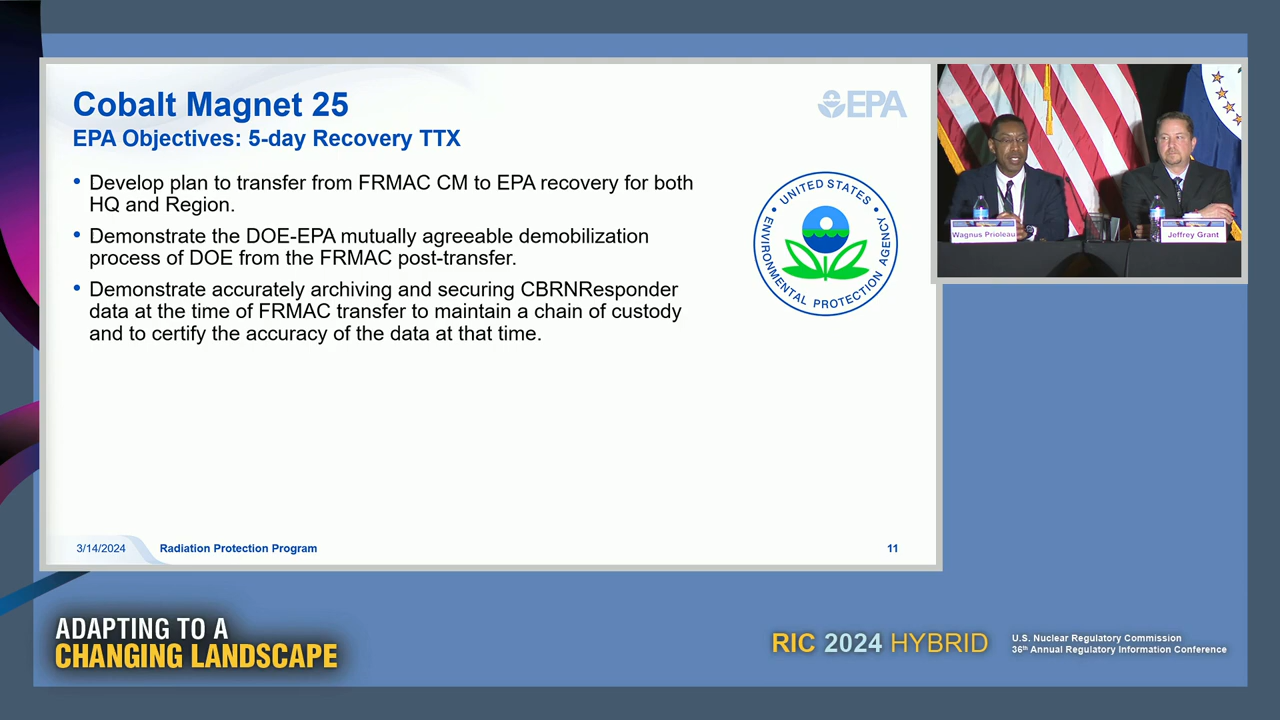 Cobalt Magnet 25
EPA Objectives: 5-day Recovery TTX
EPA
• Develop plan to transfer from FRMAC CM to EPA recovery for both
HQ and Region.
• Demonstrate the DOE-EPA mutually agreeable demobilization
process of DOE from the FRMAC post-transfer.
• Demonstrate accurately archiving and securing CBRNResponder
data at the time of FRMAC transfer to maintain a chain of custody
and to certify the accuracy of the data at that time.
UNITED STATES
ENVIRONMENTAL PROTECTION AGENCY
Wagnus Prioleau
Jeffrey Grant
3/14/2024
Radiation Protection Program
11
ADAPTING TO A
CHANGING LANDSCAPE
RIC 2024 HYBRID
U.S. Nuclear Regulatory Commission
36th Annual Regulatory Information Conference